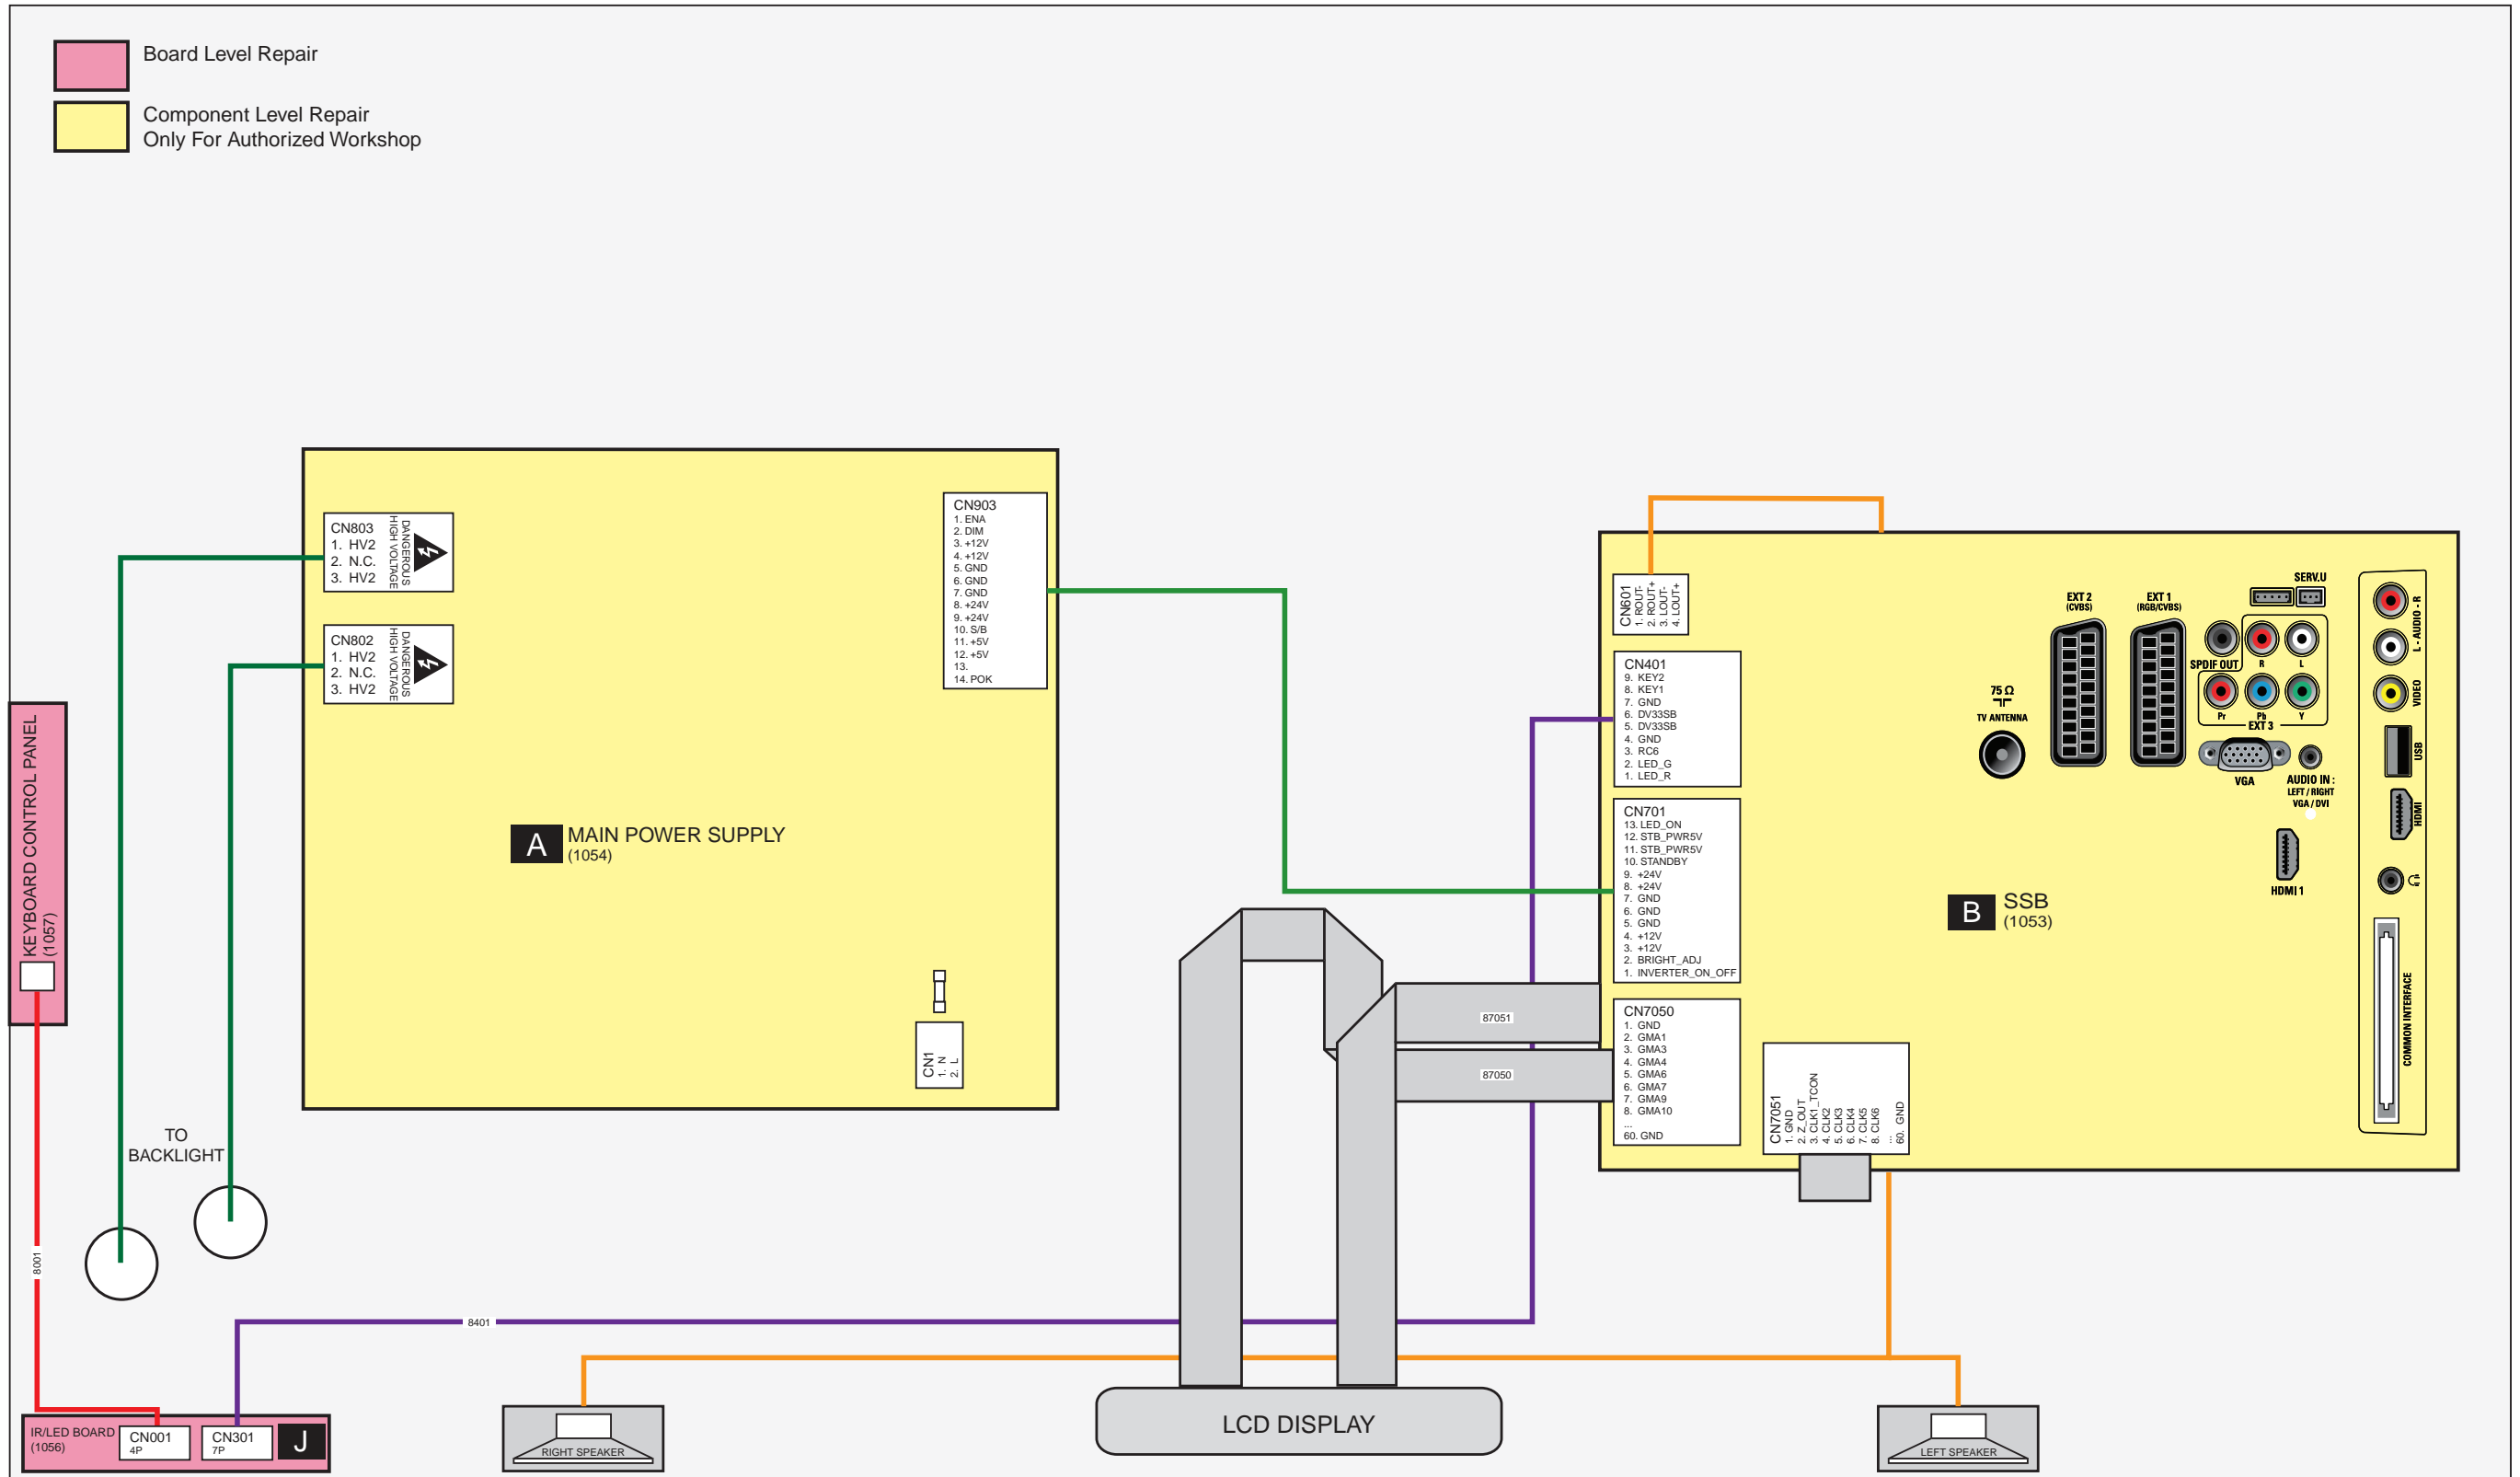 Board Level Repair
Component Level Repair
Only For Authorized Workshop
CN803
1. HV2
2. N.C.
3. HV2
DANGEROUS
HIGH VOLTAGE
CN802
1. HV2
2. N.C.
3. HV2
DANGEROUS
HIGH VOLTAGE
CN903
1. ENA
2. DIM
3. +12V
4. +12V
5. GND
6. GND
7. GND
8. +24V
9. +24V
10. S/B
11. +5V
12. +5V
13.
14. POK
A MAIN POWER SUPPLY
(1054)
CN1
1. N
2. L
KEYBOARD CONTROL PANEL
(1057)
8001
TO
BACKLIGHT
8401
IR/LED BOARD
(1056)
CN001
4P
CN301
7P
J
RIGHT SPEAKER
LCD DISPLAY
LEFT SPEAKER
87051
87050
CN601
1. ROUT-
2. ROUT+
3. LOUT-
4. LOUT+
CN401
9. KEY2
8. KEY1
7. GND
6. DV33SB
5. DV33SB
4. GND
3. RC6
2. LED_G
1. LED_R
CN701
13. LED_ON
12. STB_PWR5V
11. STB_PWR5V
10. STANDBY
9. +24V
8. +24V
7. GND
6. GND
5. GND
4. +12V
3. +12V
2. BRIGHT_ADJ
1. INVERTER_ON_OFF
CN7050
1. GND
2. GMA1
3. GMA3
4. GMA4
5. GMA6
6. GMA7
7. GMA9
8. GMA10
...
60. GND
CN7051
1. GND
2. Z_OUT
3. CLK1_TCON
4. CLK2
5. CLK3
6. CLK4
7. CLK5
8. CLK6
...
60. GND
B SSB
(1053)
75 Ω
TV ANTENNA
EXT 2
(CVBS)
EXT 1
(RGB/CVBS)
SERV.U
SPDIF OUT
R
L
Pr
Pb
Y
EXT 3
VGA
AUDIO IN :
LEFT / RIGHT
VGA / DVI
HDMI 1
L - AUDIO - R
VIDEO
USB
HDMI
COMMON INTERFACE